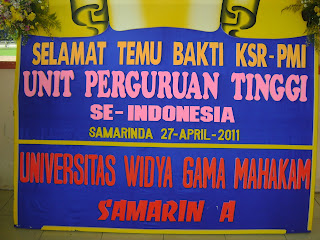 SELAMAT TEMU BAKTI KSR-PMI
UNIT PERGURUAN TINGGI
SE-INDONESIA
SAMARINDA 27-APRIL-2011
UNIVERSITAS WIDYA GAMA MAHAKAM
SAMARIN A